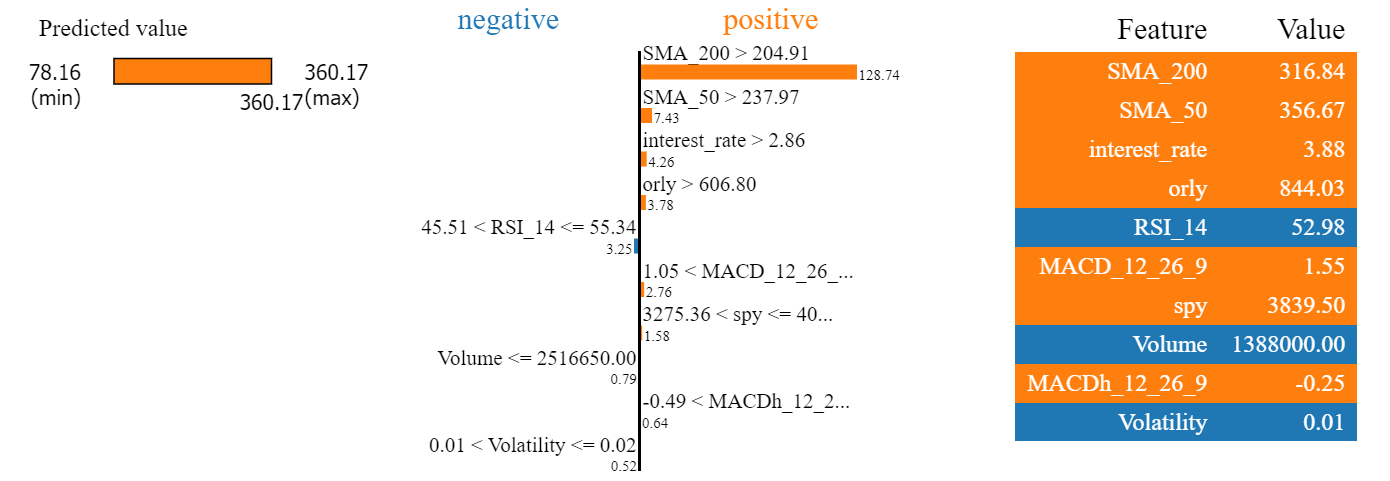 Predicted value
78.16
(min)
360.17
(max)
360.17
negative
positive
SMA_200 > 204.91
128.74
SMA_50 > 237.97
7.43
interest_rate > 2.86
4.26
orly > 606.80
3.78
45.51 < RSI_14 <= 55.34
3.25
1.05 < MACD_12_26_...
2.76
3275.36 < spy <= 40...
1.58
Volume <= 2516650.00
0.79
-0.49 < MACDh_12_2...
0.64
0.01 < Volatility <= 0.02
0.52
Feature Value
SMA_200 316.84
SMA_50 356.67
interest_rate 3.88
orly 844.03
RSI_14 52.98
MACD_12_26_9 1.55
spy 3839.50
Volume 1388000.00
MACDh_12_26_9 -0.25
Volatility 0.01